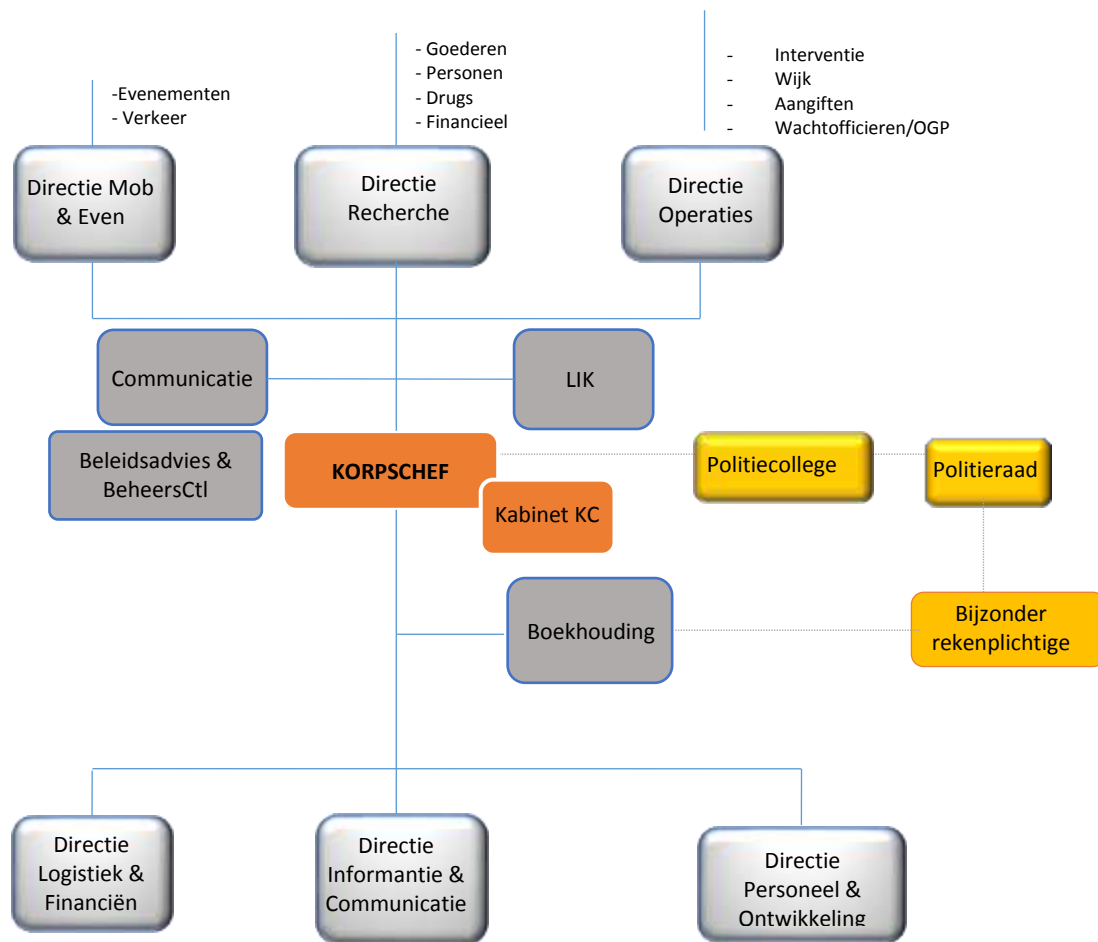 -Evenementen
- Verkeer
- Goederen
- Personen
- Drugs
- Financieel
- Interventie
- Wijk
- Aangiften
- Wachtofficieren/OGP
Directie Mob
& Even
Directie
Recherche
Directie
Operaties
Communicatie
LIK
Beleidsadvies &
BeheersCtl
KORPSCHEF
Kabinet KC
Politiecollege
Politieraad
Boekhouding
Bijzonder
rekenplichtige
Directie
Logistiek &
Financiën
Directie
Informantie &
Communicatie
Directie
Personeel &
Ontwikkeling